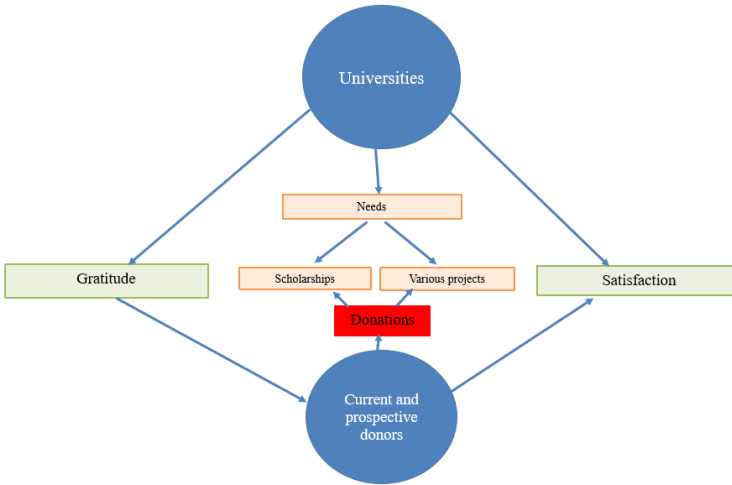 Universities
Needs
Gratitude
Scholarships
Various projects
Satisfaction
Donations
Current and
prospective
donors